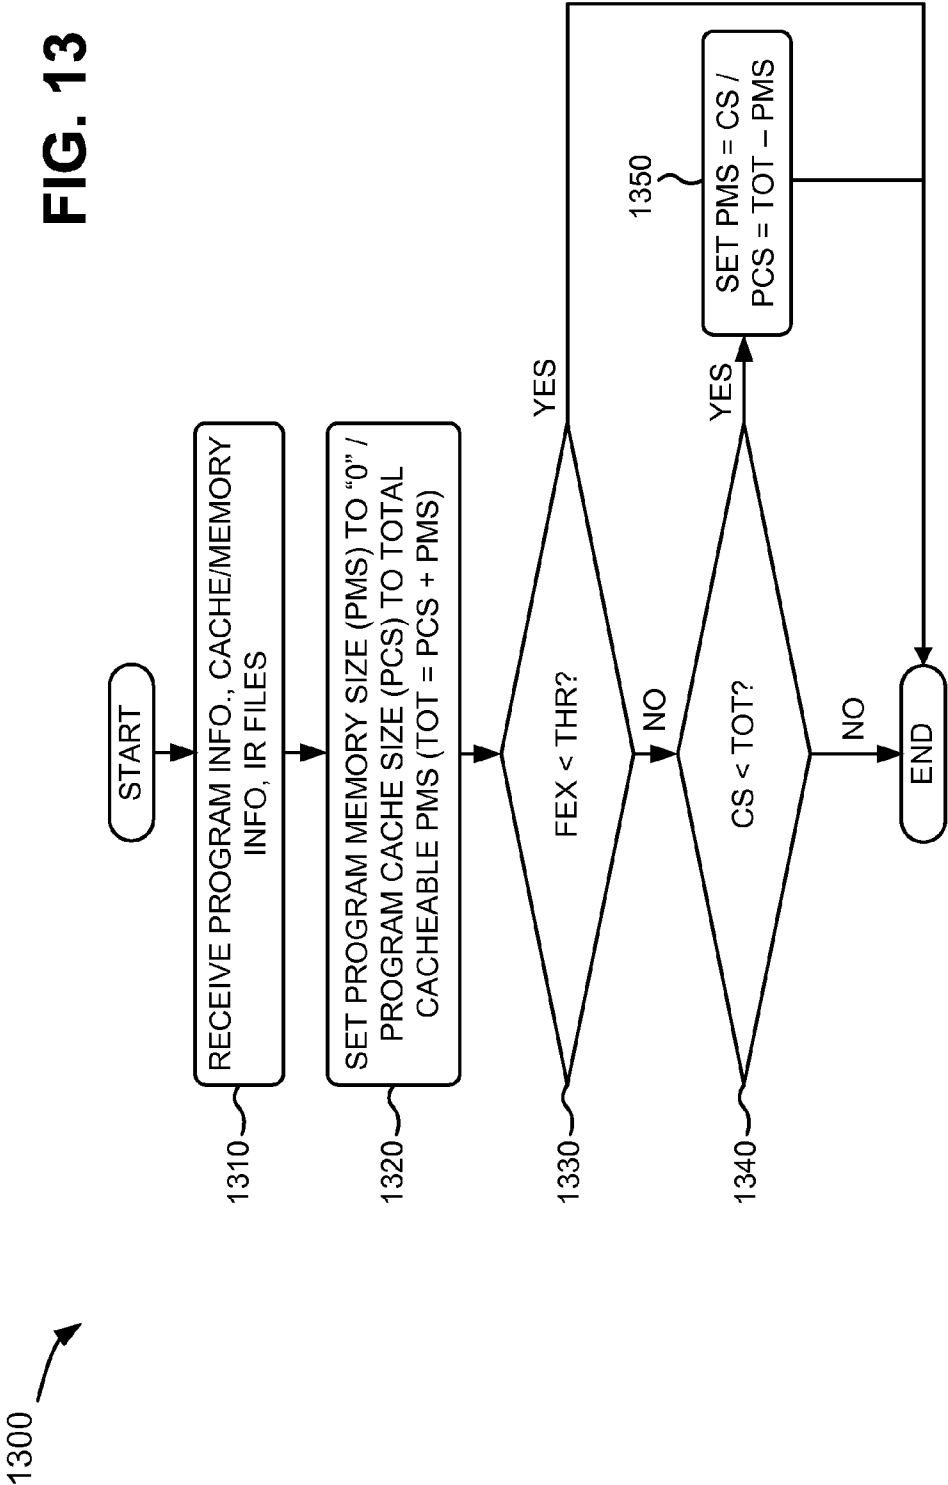 FIG. 13
1300
START
1310
RECEIVE PROGRAM INFO., CACHE/MEMORY
INFO, IR FILES
1320
SET PROGRAM MEMORY SIZE (PMS) TO “0” /
PROGRAM CACHE SIZE (PCS) TO TOTAL
CACHEABLE PMS (TOT = PCS + PMS)
1330
FEX < THR?
YES
NO
1340
CS < TOT?
YES
1350
SET PMS = CS /
PCS = TOT – PMS
NO
END